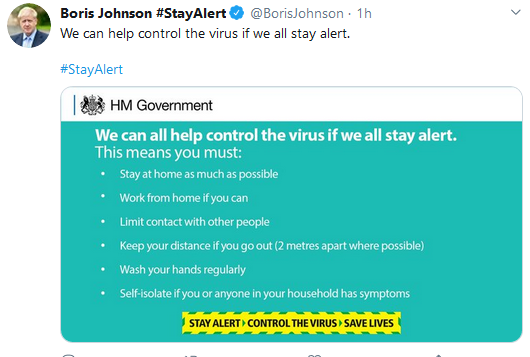 Boris Johnson #StayAlert @BorisJohnson · 1h
We can help control the virus if we all stay alert.
#StayAlert
HM Government
We can all help control the virus if we all stay alert.
This means you must:
• Stay at home as much as possible
• Work from home if you can
• Limit contact with other people
• Keep your distance if you go out (2 metres apart where possible)
• Wash your hands regularly
• Self-isolate if you or anyone in your household has symptoms
STAY ALERT › CONTROL THE VIRUS › SAVE LIVES